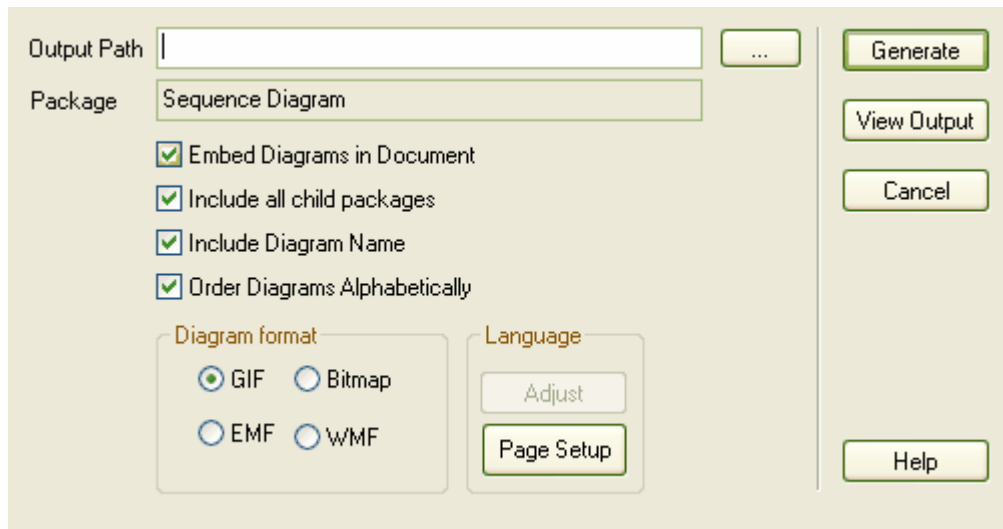 Output Path
...
Generate
Package
Sequence Diagram
View Output
Embed Diagrams in Document
Include all child packages
Cancel
Include Diagram Name
Order Diagrams Alphabetically
Diagram format
Language
GIF
Bitmap
Adjust
EMF
WMF
Page Setup
Help